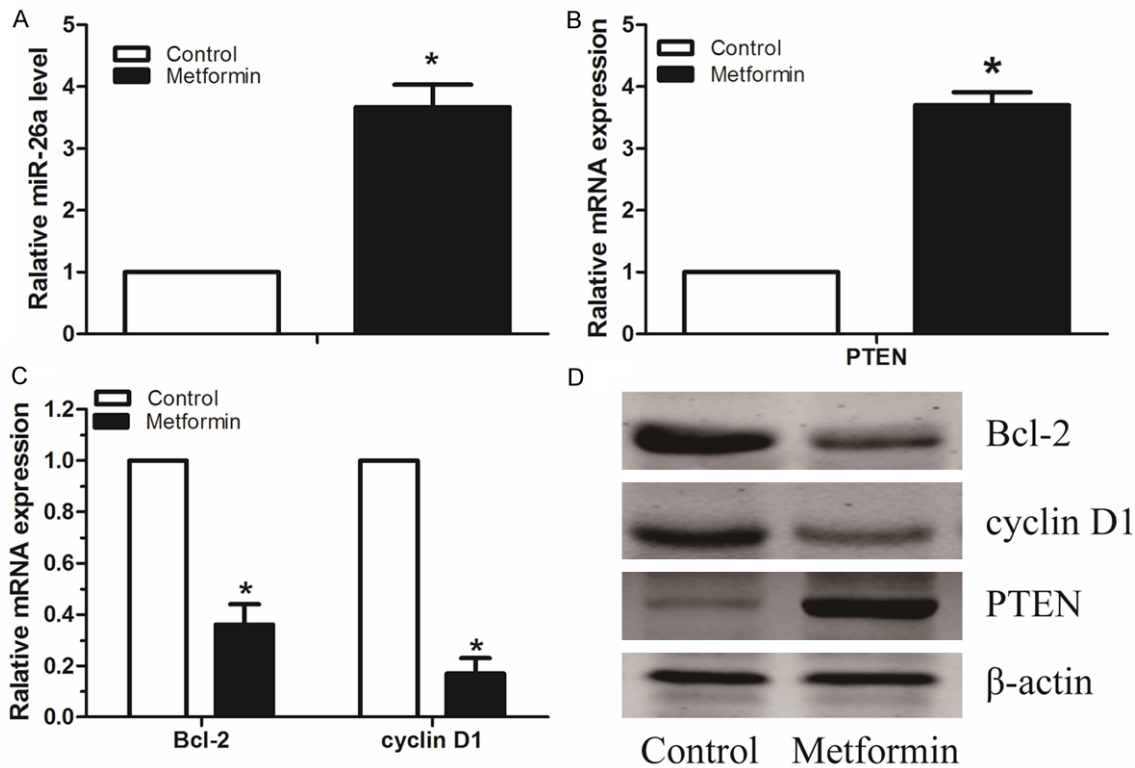 A
Ralative miR-26a level
5
4
3
2
1
0
Control
Metformin
*
B
Ralative mRNA expression
5
4
3
2
1
0
Control
Metformin
*
PTEN
C
Ralative mRNA expression
1.2
1.0
0.8
0.6
0.4
0.2
0.0
Control
Metformin
*
*
Bcl-2 cyclin D1
D
Bcl-2
cyclin D1
PTEN
β-actin
Control Metformin